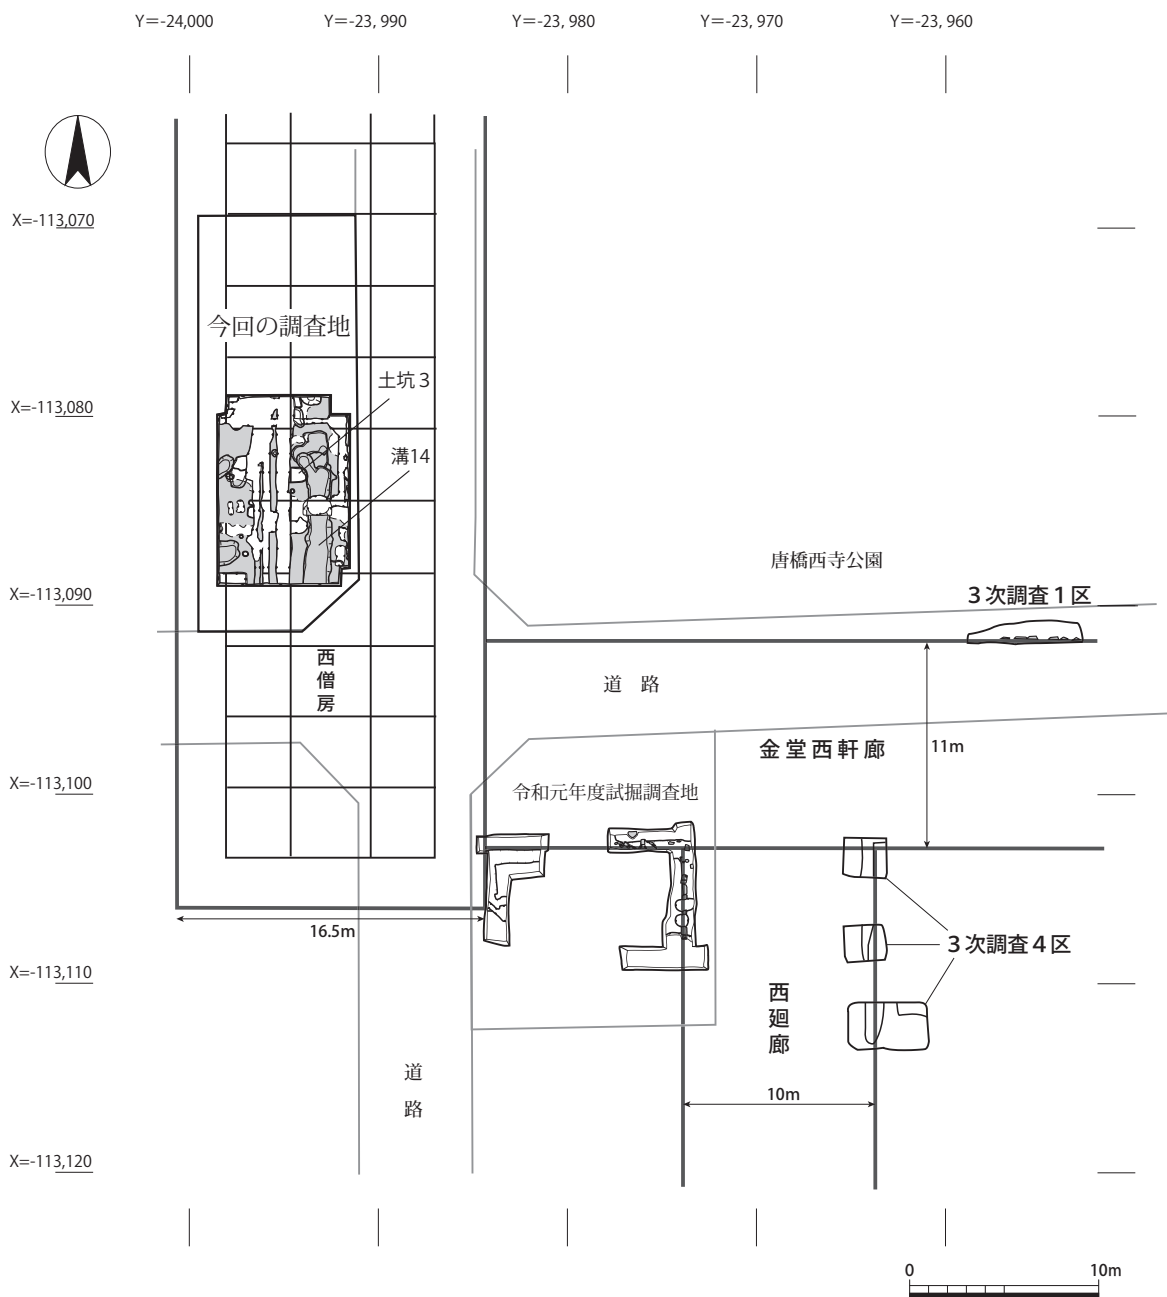 Y=-24,000
Y=-23, 990
Y=-23, 980
Y=-23, 970
Y=-23, 960
X=-113,070
今回の調査地
土坑3
X=-113,080
溝14
唐橋西寺公園
X=-113,090
3次調査1区
西僧房
道 路
金堂西軒廊
11m
X=-113,100
令和元年度試掘調査地
16.5m
3次調査4区
X=-113,110
西廻廊
道路
10m
X=-113,120
0
10m